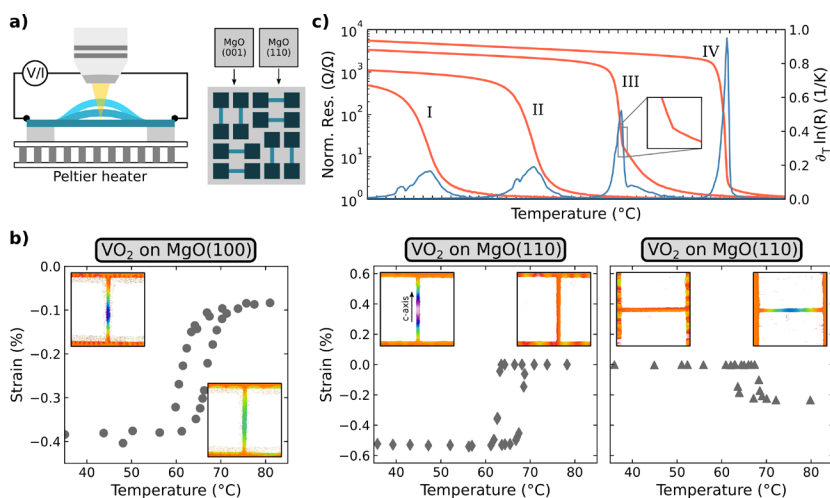 a)
V/I
Peltier heater
MgO
(001)
MgO
(110)
c)
Norm. Res. (Ω/Ω)
10⁴
10³
10²
10¹
10⁰
I
II
III
IV
1.0
0.8
0.6
0.4
0.2
0.0
∂T ln(R) (1/K)
Temperature (°C)
b)
VO₂ on MgO(100)
Strain (%)
0.0
−0.1
−0.2
−0.3
−0.4
40
50
60
70
80
Temperature (°C)
VO₂ on MgO(110)
Strain (%)
0.6
0.4
0.2
0.0
−0.2
−0.4
−0.6
c-axis
40
50
60
70
80
Temperature (°C)
VO₂ on MgO(110)
40
50
60
70
80
Temperature (°C)